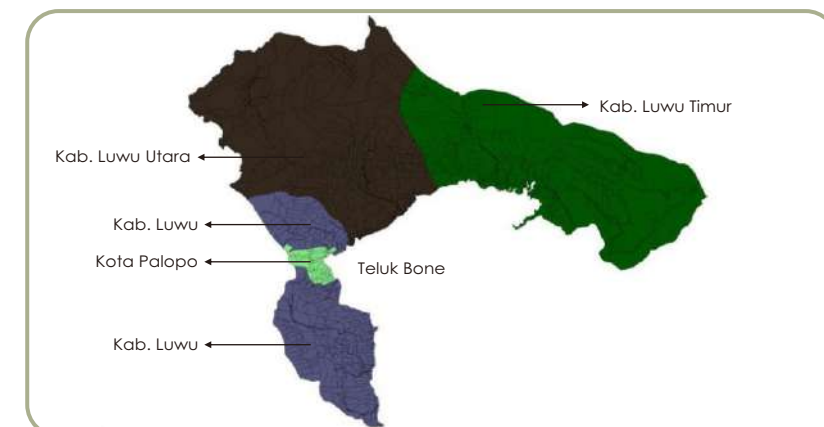 Kab. Luwu Timur
Kab. Luwu Utara
Kab. Luwu
Kota Palopo
Teluk Bone
Kab. Luwu